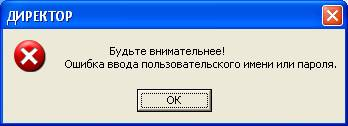 ДИРЕКТОР
Будьте внимательнее!
Ошибка ввода пользовательского имени или пароля.
OK